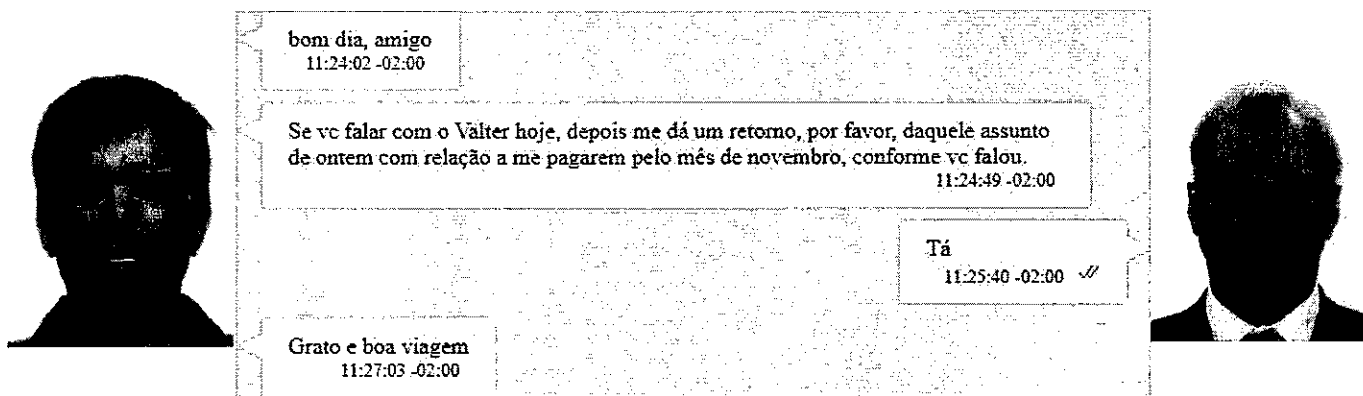 bom dia, amigo
11:24:02 -02:00
Se vc falar com o Valter hoje, depois me dá um retorno, por favor, daquele assunto
de ontem com relação a me pagarem pelo mês de novembro, conforme vc falou.
11:24:49 -02:00
Tá
11:25:40 -02:00
Grato e boa viagem
11:27:03 -02:00